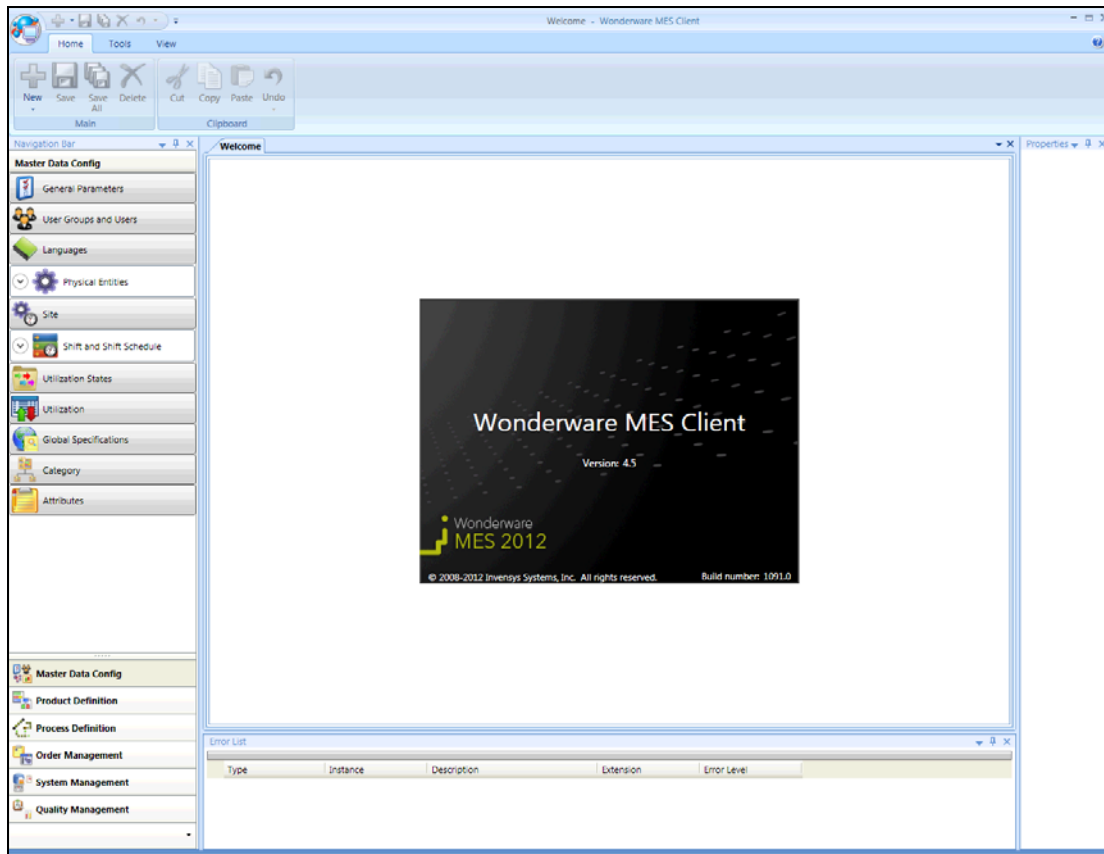 Welcome - Wonderware MES Client
Home Tools View
New Save Save All Delete Cut Copy Paste Undo
Main Clipboard
Navigation Bar
Welcome
Properties
Master Data Config
General Parameters
User Groups and Users
Languages
Physical Entities
Site
Shift and Shift Schedule
Utilization States
Utilization
Global Specifications
Category
Attributes
Wonderware MES Client
Version: 4.5
Wonderware
MES 2012
© 2008-2012 Invensys Systems, Inc. All rights reserved. Build number: 1091.0
Master Data Config
Product Definition
Process Definition
Order Management
System Management
Quality Management
Error List
Type Instance Description Extension Error Level